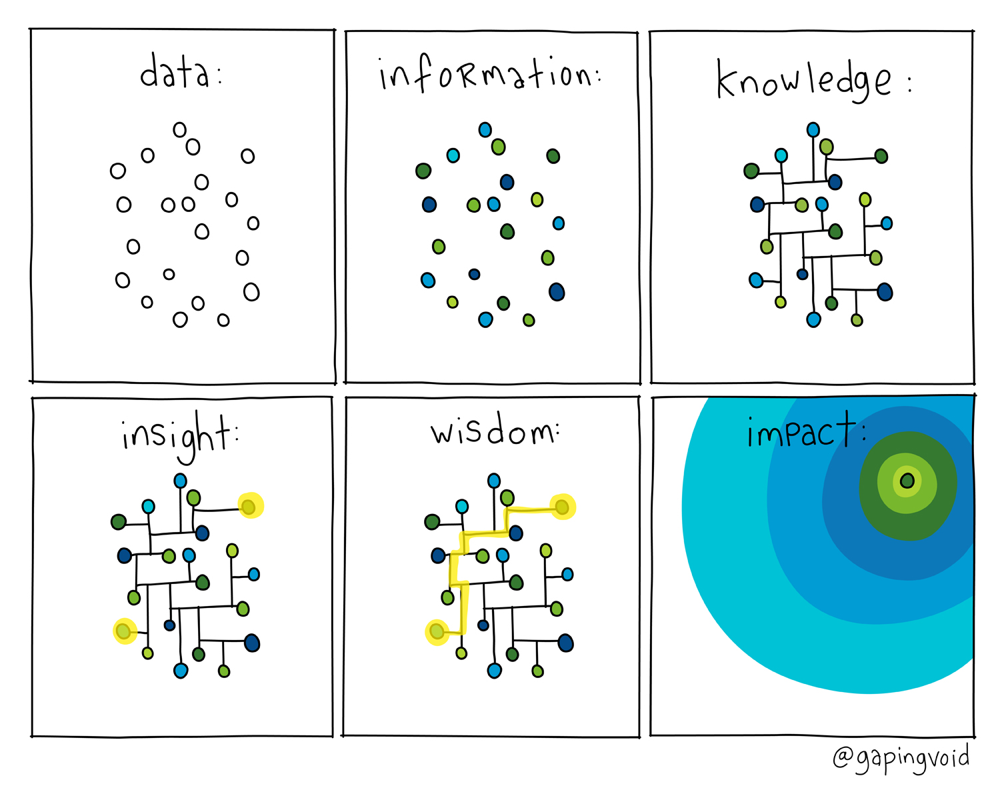 data:
information:
knowledge:
insight:
wisdom:
impact:
@gapingvoid